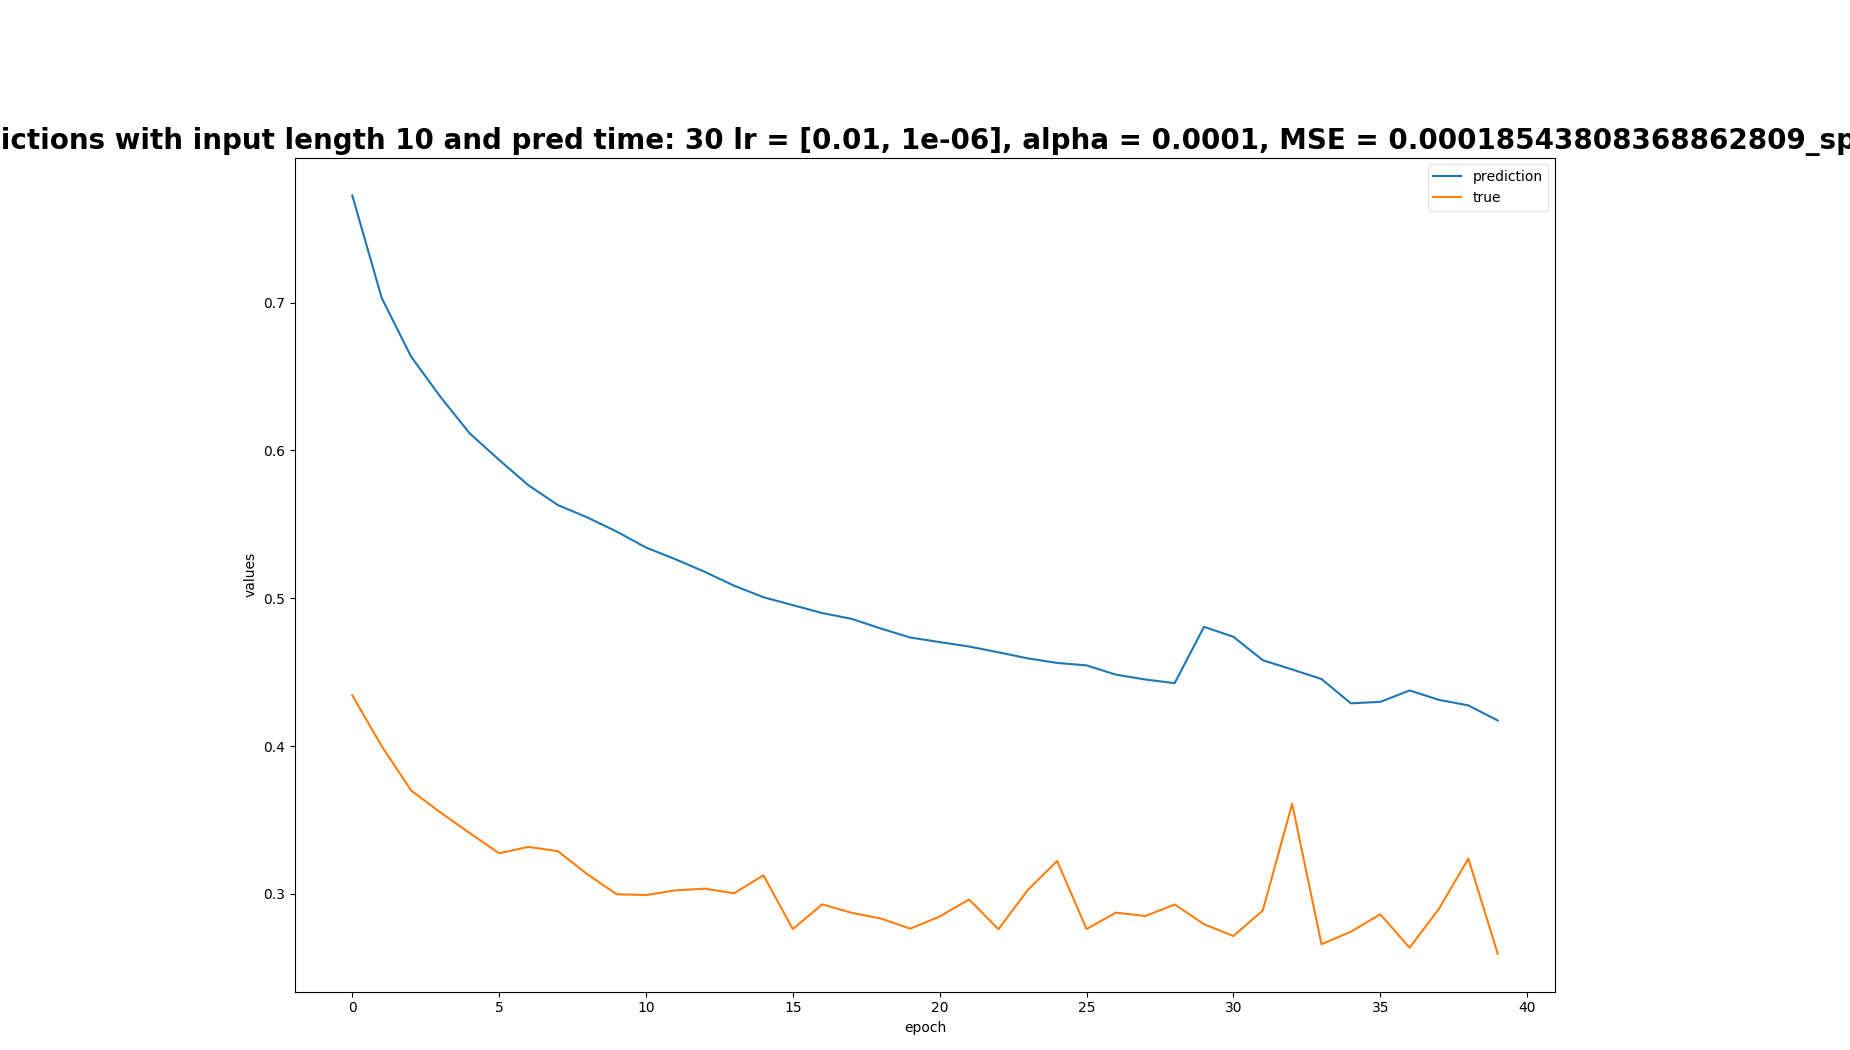 ictions with input length 10 and pred time: 30 lr = [0.01, 1e-06], alpha = 0.0001, MSE = 0.00018543808368862809_sp
prediction
true
values
0.7
0.6
0.5
0.4
0.3
0 5 10 15 20 25 30 35 40
epoch